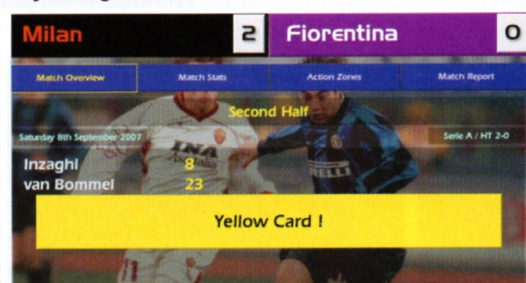 Milan 2 Fiorentina 0
Match Overview Match Stats Action Zones Match Report
Second Half
Saturday 8th September 2007 Serie A / HT 2-0
Inzaghi 8
van Bommel 23
Yellow Card !